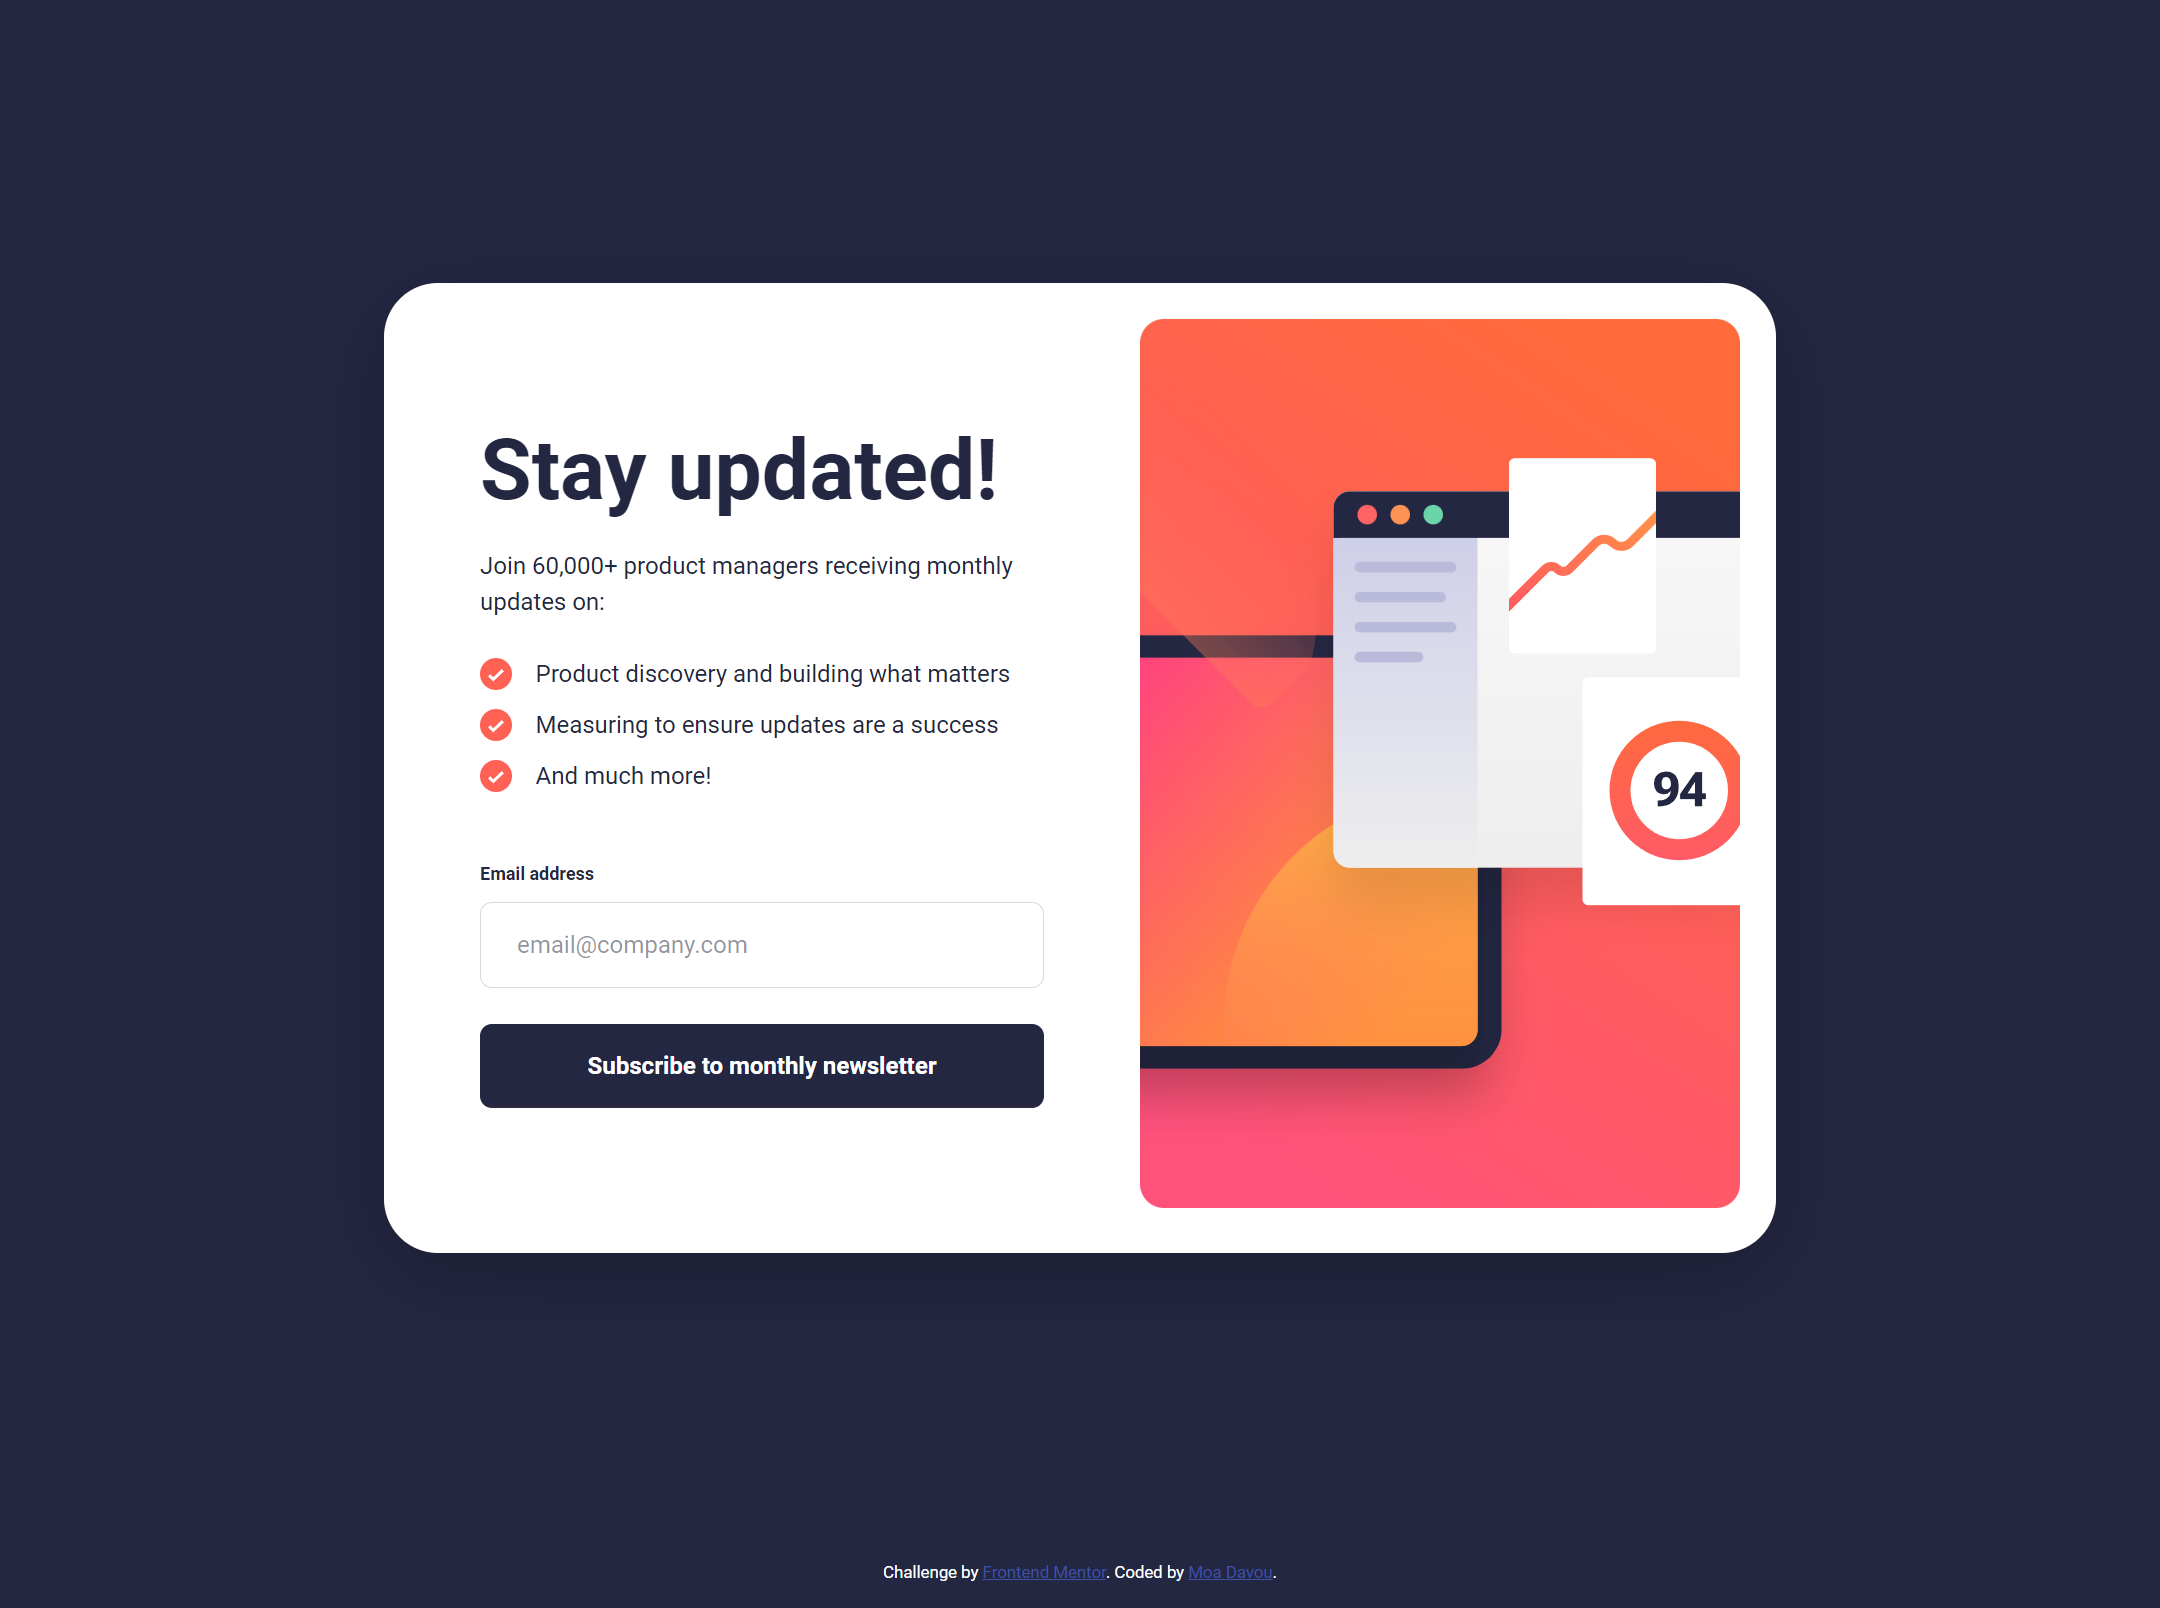 Stay updated!
Join 60,000+ product managers receiving monthly
updates on:
Product discovery and building what matters
Measuring to ensure updates are a success
And much more!
Email address
email@company.com
Subscribe to monthly newsletter
94
Challenge by Frontend Mentor. Coded by Moa Davou.